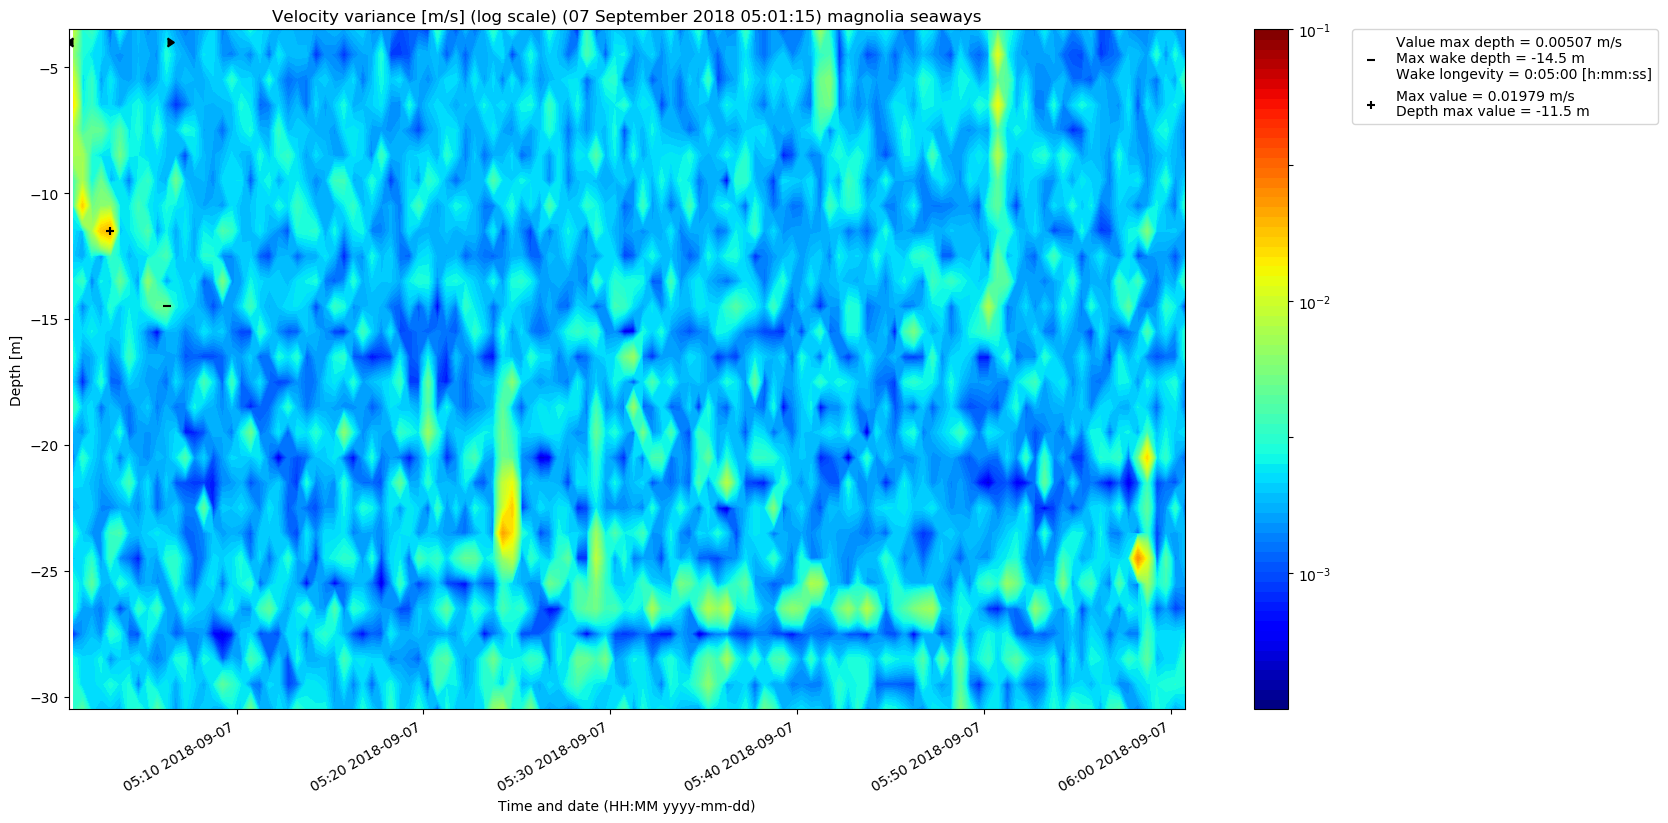 Velocity variance [m/s] (log scale) (07 September 2018 05:01:15) magnolia seaways
Depth [m]
−5
−10
−15
−20
−25
−30
05:10 2018-09-07
05:20 2018-09-07
05:30 2018-09-07
05:40 2018-09-07
05:50 2018-09-07
06:00 2018-09-07
Time and date (HH:MM yyyy-mm-dd)
10⁻¹
10⁻²
10⁻³
Value max depth = 0.00507 m/s
Max wake depth = -14.5 m
Wake longevity = 0:05:00 [h:mm:ss]
Max value = 0.01979 m/s
Depth max value = -11.5 m